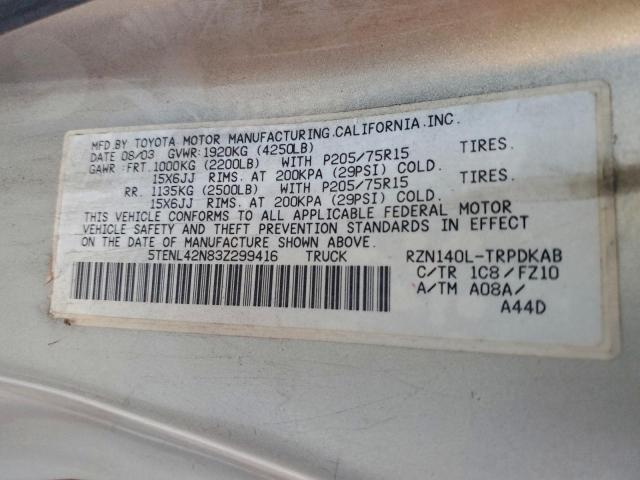 MFD.BY TOYOTA MOTOR MANUFACTURING.CALIFORNIA.INC.
DATE 08/03 GVWR:1920KG (4250LB)
GAWR: FRT.1000KG (2200LB) WITH P205/75R15 TIRES.
15X6JJ RIMS. AT 200KPA (29PSI) COLD.
RR. 1135KG (2500LB) WITH P205/75R15 TIRES.
15X6JJ RIMS. AT 200KPA (29PSI) COLD.
THIS VEHICLE CONFORMS TO ALL APPLICABLE FEDERAL MOTOR
VEHICLE SAFETY AND THEFT PREVENTION STANDARDS IN EFFECT
ON THE DATE OF MANUFACTURE SHOWN ABOVE.
5TENL42N83Z299416 TRUCK RZN140L-TRPDKAB
C/TR 1C8/FZ10
A/TM A08A/
A44D